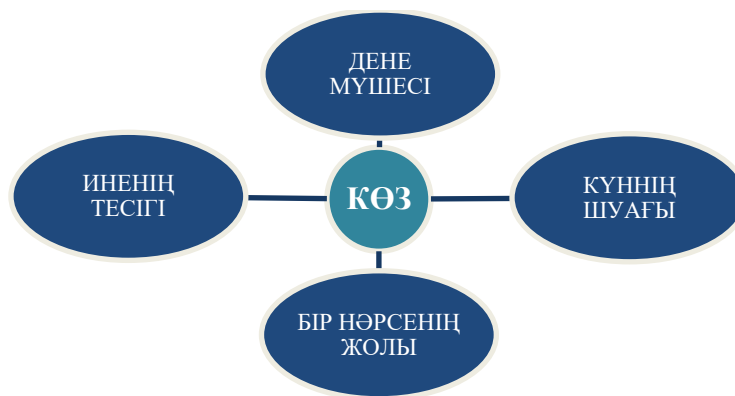 ДЕНЕ
МҮШЕСІ
ИНЕНІҢ
ТЕСІГІ
КӨЗ
КҮННІҢ
ШУАҒЫ
БІР НӘРСЕНІҢ
ЖОЛЫ